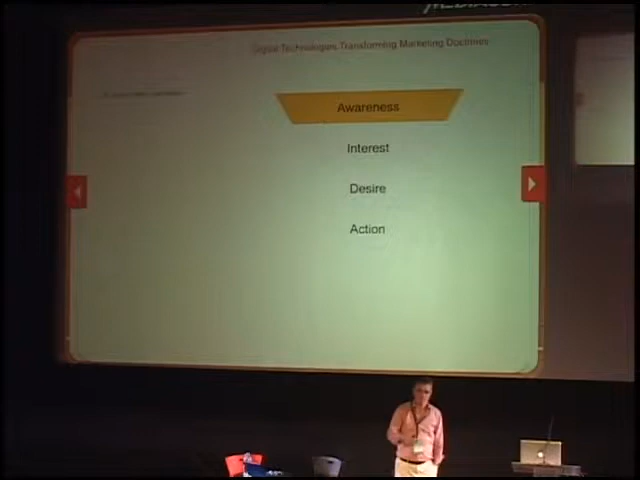 Digital Technologies Transforming Marketing Doctrines
Awareness
Interest
Desire
Action